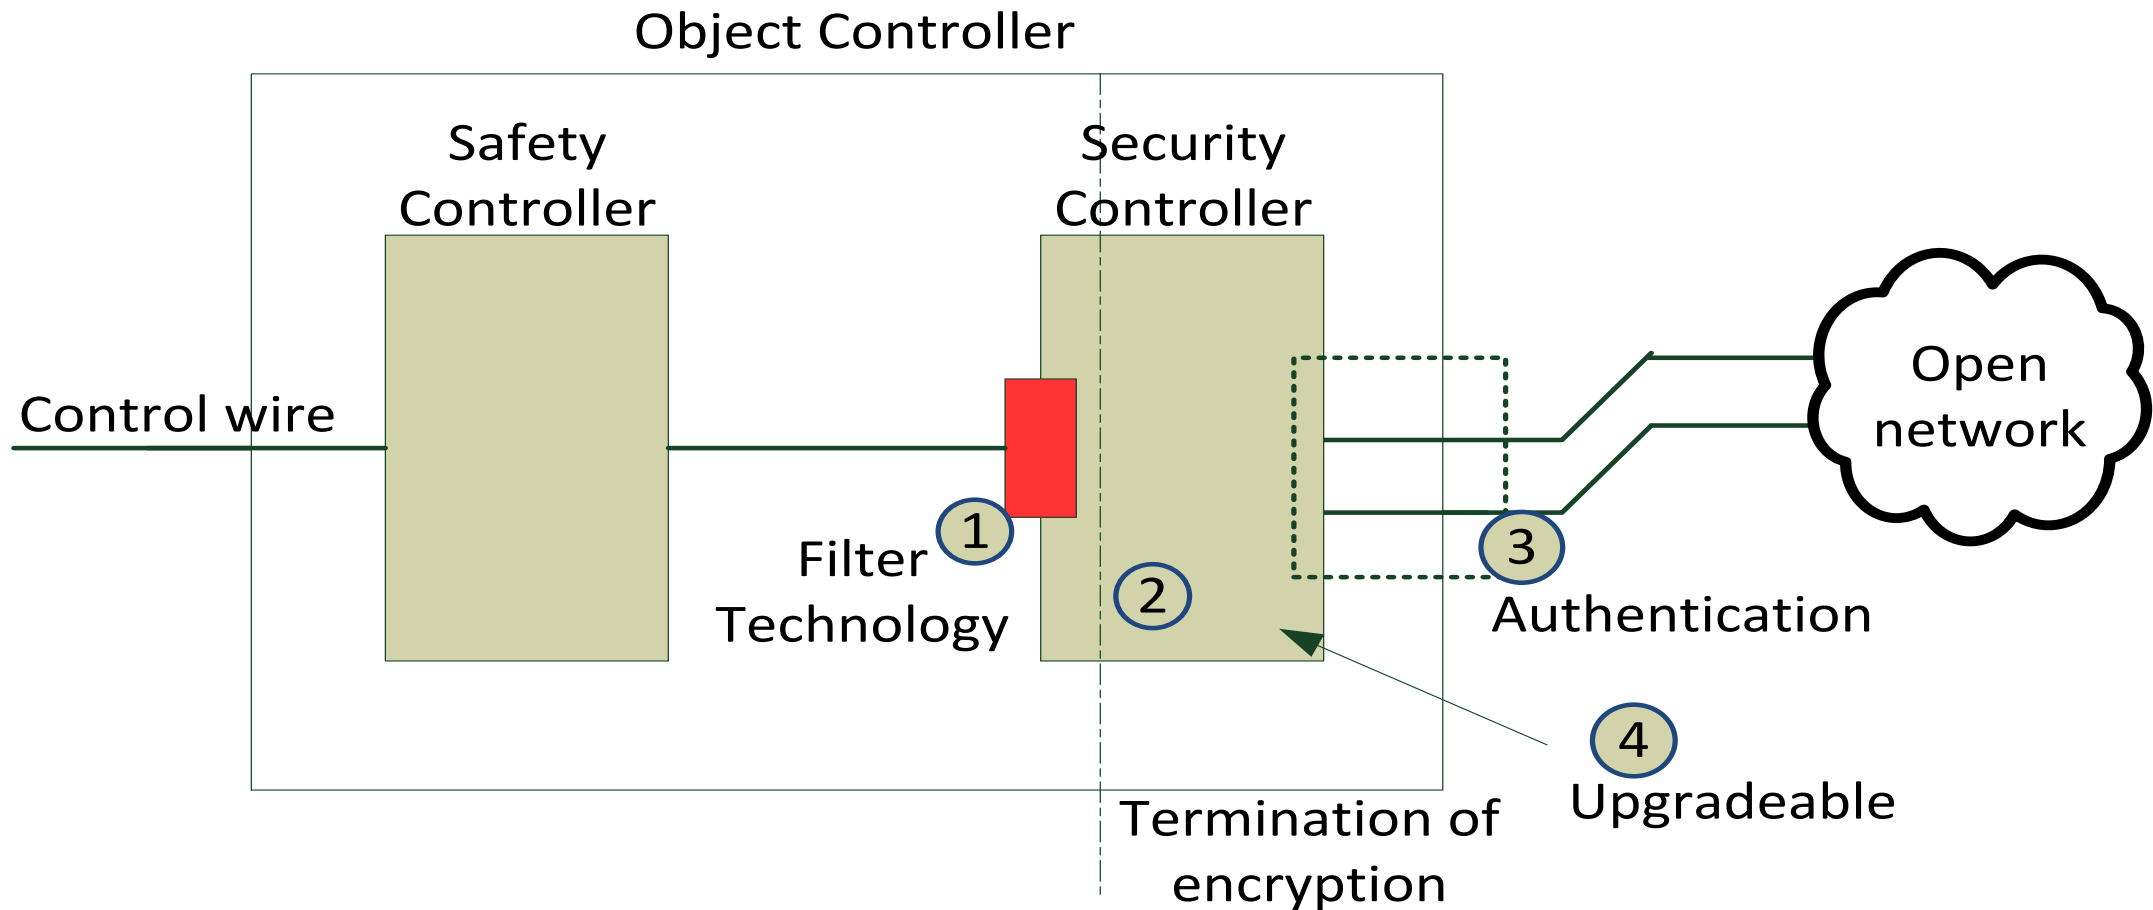 Object Controller
Safety
Controller
Security
Controller
Control wire
Open
network
1
Filter
Technology
2
3
Authentication
4
Upgradeable
Termination of
encryption